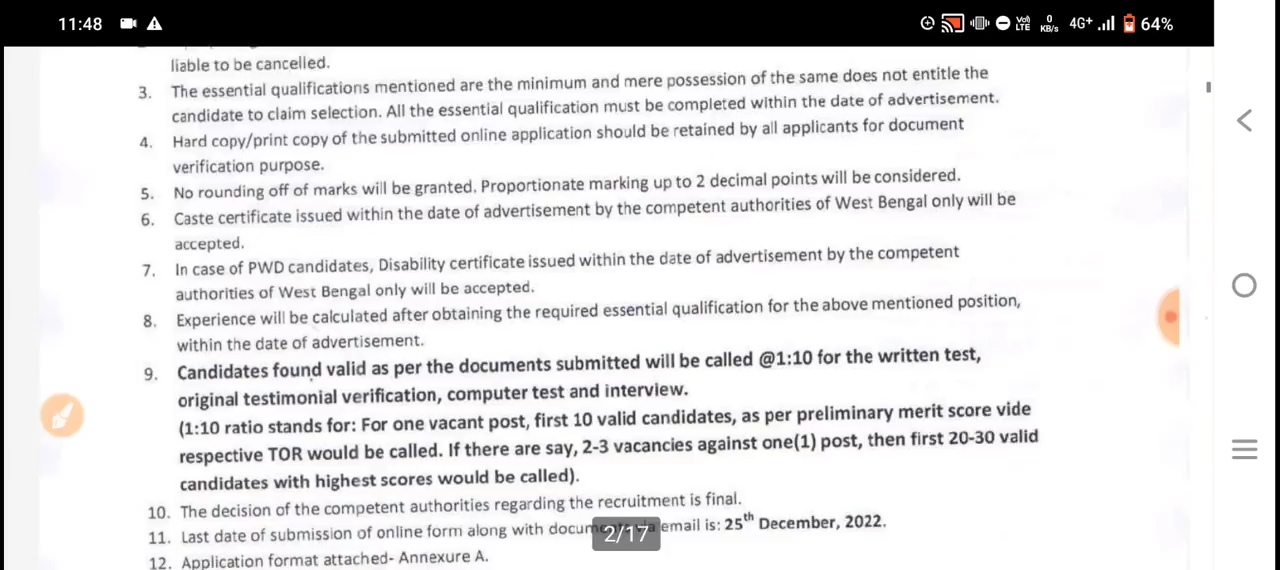 11:48
Vo)) LTE
0 KB/s
4G+
64%
liable to be cancelled.
3. The essential qualifications mentioned are the minimum and mere possession of the same does not entitle the
candidate to claim selection. All the essential qualification must be completed within the date of advertisement.
4. Hard copy/print copy of the submitted online application should be retained by all applicants for document
verification purpose.
5. No rounding off of marks will be granted. Proportionate marking up to 2 decimal points will be considered.
6. Caste certificate issued within the date of advertisement by the competent authorities of West Bengal only will be
accepted.
7. In case of PWD candidates, Disability certificate issued within the date of advertisement by the competent
authorities of West Bengal only will be accepted.
8. Experience will be calculated after obtaining the required essential qualification for the above mentioned position,
within the date of advertisement.
9. Candidates found valid as per the documents submitted will be called @1:10 for the written test,
original testimonial verification, computer test and interview.
(1:10 ratio stands for: For one vacant post, first 10 valid candidates, as per preliminary merit score vide
respective TOR would be called. If there are say, 2-3 vacancies against one(1) post, then first 20-30 valid
candidates with highest scores would be called).
10. The decision of the competent authorities regarding the recruitment is final.
11. Last date of submission of online form along with docum email is: 25th December, 2022.
2/17
12. Application format attached- Annexure A.